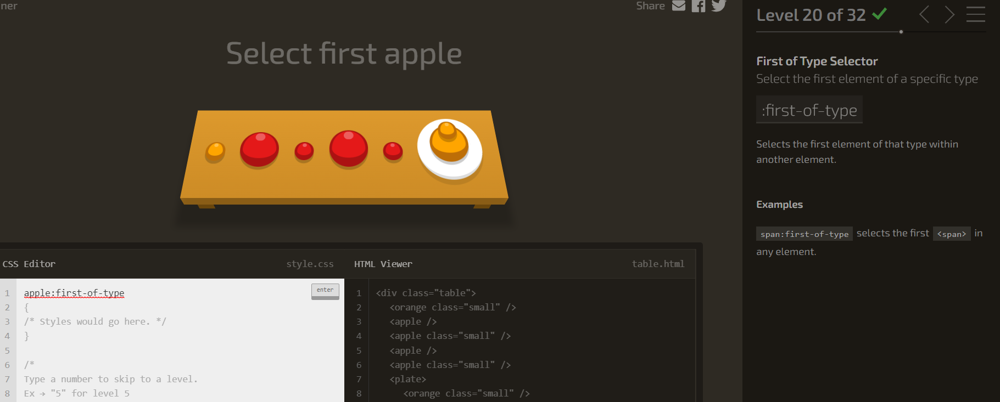 ner
Share
Level 20 of 32
Select first apple
First of Type Selector
Select the first element of a specific type
:first-of-type
Selects the first element of that type within
another element.
Examples
span:first-of-type selects the first <span> in
any element.
CSS Editor
style.css
1 apple:first-of-type
enter
2 {
3 /* Styles would go here. */
4 }
5
6 /*
7 Type a number to skip to a level.
8 Ex → "5" for level 5
HTML Viewer
table.html
1 <div class="table">
2 <orange class="small" />
3 <apple />
4 <apple class="small" />
5 <apple />
6 <apple class="small" />
7 <plate>
8 <orange class="small" />